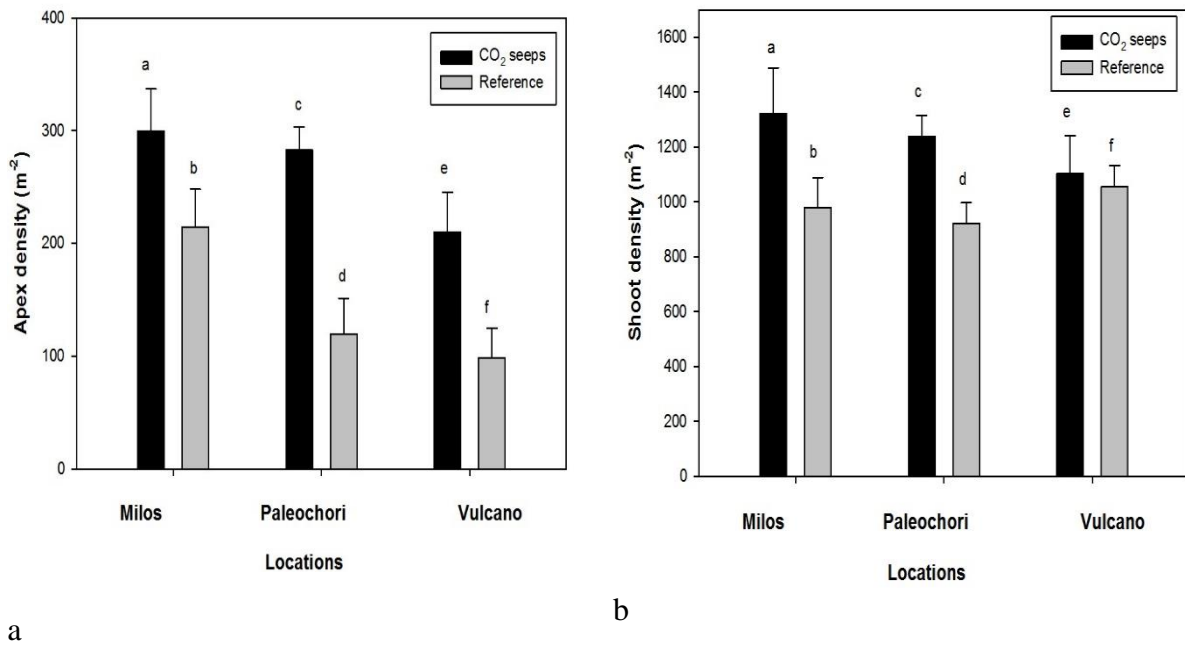 400
300
200
100
0
Apex density (m⁻²)
CO₂ seeps
Reference
a
b
c
d
e
f
Milos Paleochori Vulcano
Locations
a
b
1600
1400
1200
1000
800
600
400
200
0
Shoot density (m⁻²)
CO₂ seeps
Reference
a
b
c
d
e
f
Milos Paleochori Vulcano
Locations
b